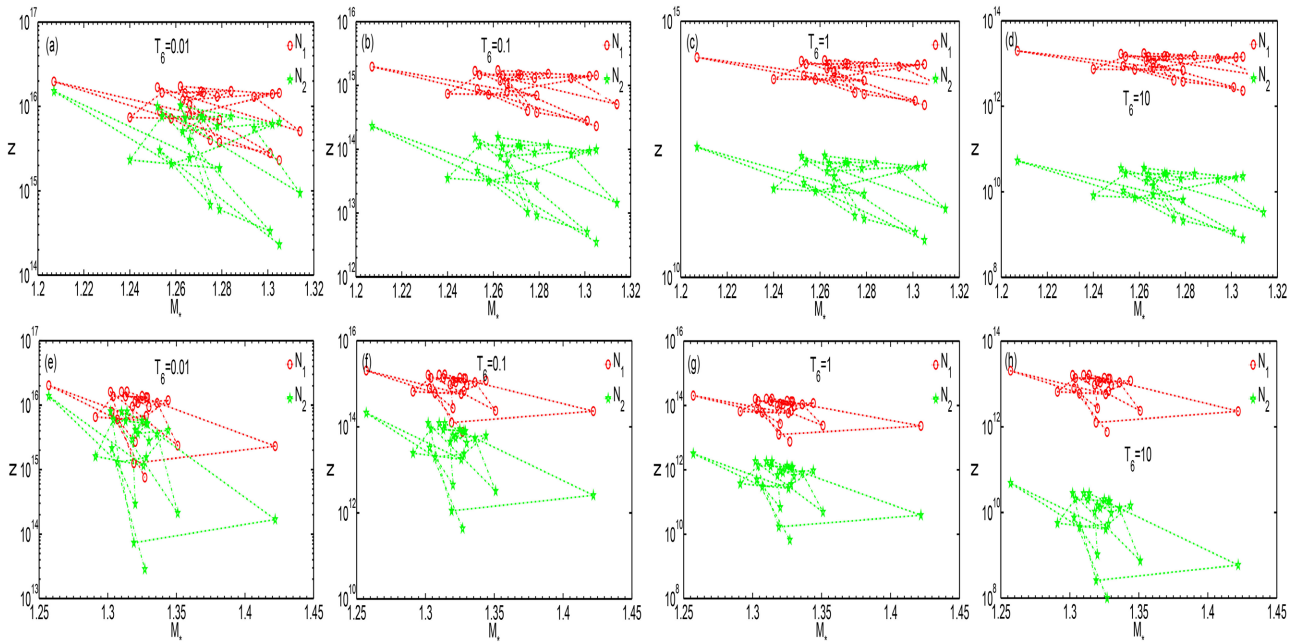 (a)
T_6=0.01
N_1
N_2
10^17
10^16
10^15
10^14
N
1.2 1.22 1.24 1.26 1.28 1.3 1.32
M_*
(b)
T_6=0.1
N_1
N_2
10^16
10^15
10^14
10^13
10^12
N
1.2 1.22 1.24 1.26 1.28 1.3 1.32
M_*
(c)
T_6=1
N_1
N_2
10^15
10^10
N
1.2 1.22 1.24 1.26 1.28 1.3 1.32
M_*
(d)
T_6=10
N_1
N_2
10^14
10^12
10^10
10^8
N
1.2 1.22 1.24 1.26 1.28 1.3 1.32
M_*
(e)
T_6=0.01
N_1
N_2
10^17
10^16
10^15
10^14
10^13
N
1.25 1.3 1.35 1.4 1.45
M_*
(f)
T_6=0.1
N_1
N_2
10^16
10^14
10^12
10^10
N
1.25 1.3 1.35 1.4 1.45
M_*
(g)
T_6=1
N_1
N_2
10^16
10^14
10^12
10^10
10^8
N
1.25 1.3 1.35 1.4 1.45
M_*
(h)
T_6=10
N_1
N_2
10^14
10^12
10^10
10^8
N
1.25 1.3 1.35 1.4 1.45
M_*